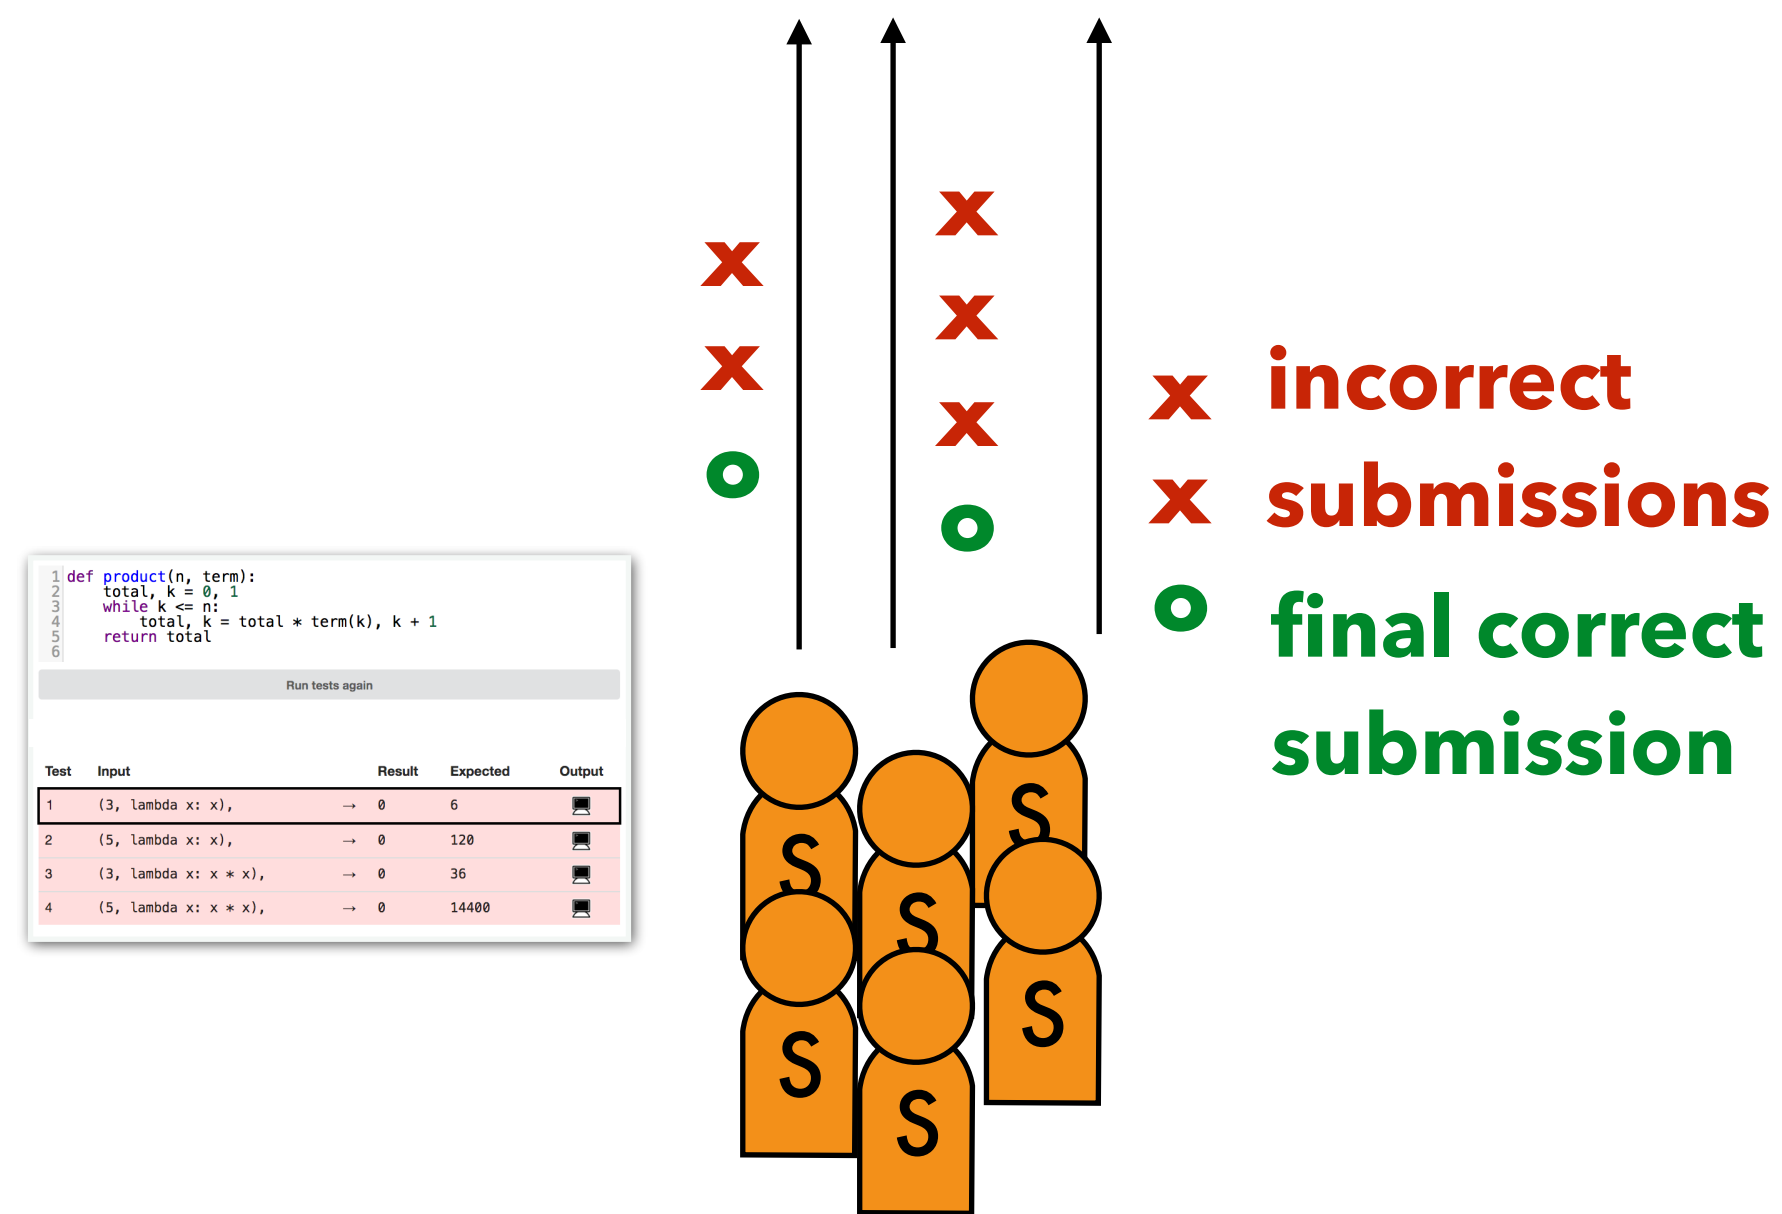 x
x
o
x
x
x
o
x incorrect
x submissions
o final correct
submission
1 def product(n, term):
2     total, k = 0, 1
3     while k <= n:
4         total, k = total * term(k), k + 1
5     return total
6
Run tests again
Test Input Result Expected Output
1 (3, lambda x: x), → 0 6
2 (5, lambda x: x), → 0 120
3 (3, lambda x: x * x), → 0 36
4 (5, lambda x: x * x), → 0 14400
S
S
S
S
S
S